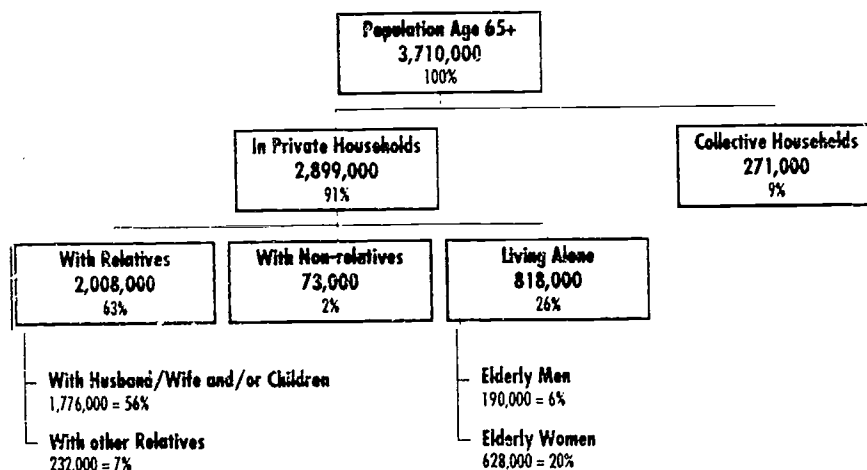 Population Age 65+
3,710,000
100%
In Private Households
2,899,000
91%
Collective Households
271,000
9%
With Relatives
2,008,000
63%
With Non-relatives
73,000
2%
Living Alone
818,000
26%
With Husband/Wife and/or Children
1,776,000 = 56%
With other Relatives
232,000 = 7%
Elderly Men
190,000 = 6%
Elderly Women
628,000 = 20%